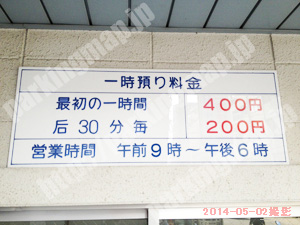 一時預り料金
最初の一時間 400円
后 30 分 毎 200円
営業時間 午前9時～午後6時
2014-05-02撮影